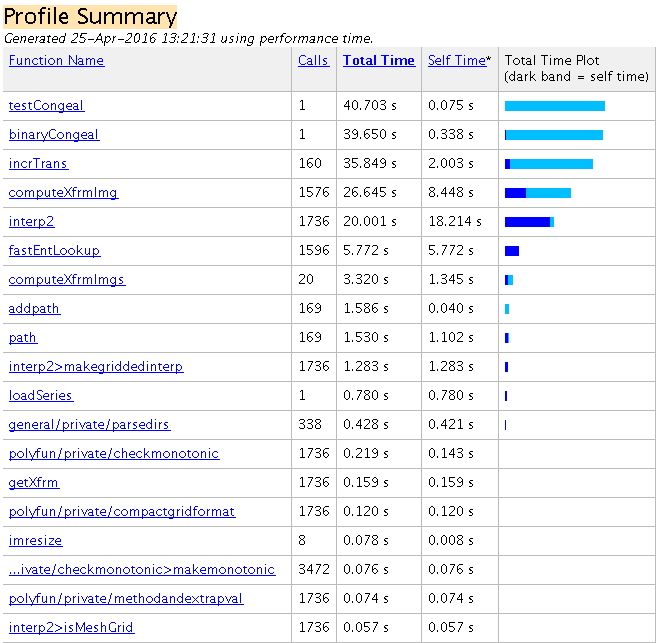 Profile Summary
Generated 25-Apr-2016 13:21:31 using performance time.
Function Name Calls Total Time Self Time* Total Time Plot
(dark band = self time)
testCongeal 1 40.703 s 0.075 s
binaryCongeal 1 39.650 s 0.338 s
incrTrans 160 35.849 s 2.003 s
computeXfrmImg 1576 26.645 s 8.448 s
interp2 1736 20.001 s 18.214 s
fastEntLookup 1596 5.772 s 5.772 s
computeXfrmImgs 20 3.320 s 1.345 s
addpath 169 1.586 s 0.040 s
path 169 1.530 s 1.102 s
interp2>makegriddedinterp 1736 1.283 s 1.283 s
loadSeries 1 0.780 s 0.780 s
general/private/parsedirs 338 0.428 s 0.421 s
polyfun/private/checkmonotonic 1736 0.219 s 0.143 s
getXfrm 1736 0.159 s 0.159 s
polyfun/private/compactgridformat 1736 0.120 s 0.120 s
imresize 8 0.078 s 0.008 s
...ivate/checkmonotonic>makemonotonic 3472 0.076 s 0.076 s
polyfun/private/methodandextrapval 1736 0.074 s 0.074 s
interp2>isMeshGrid 1736 0.057 s 0.057 s